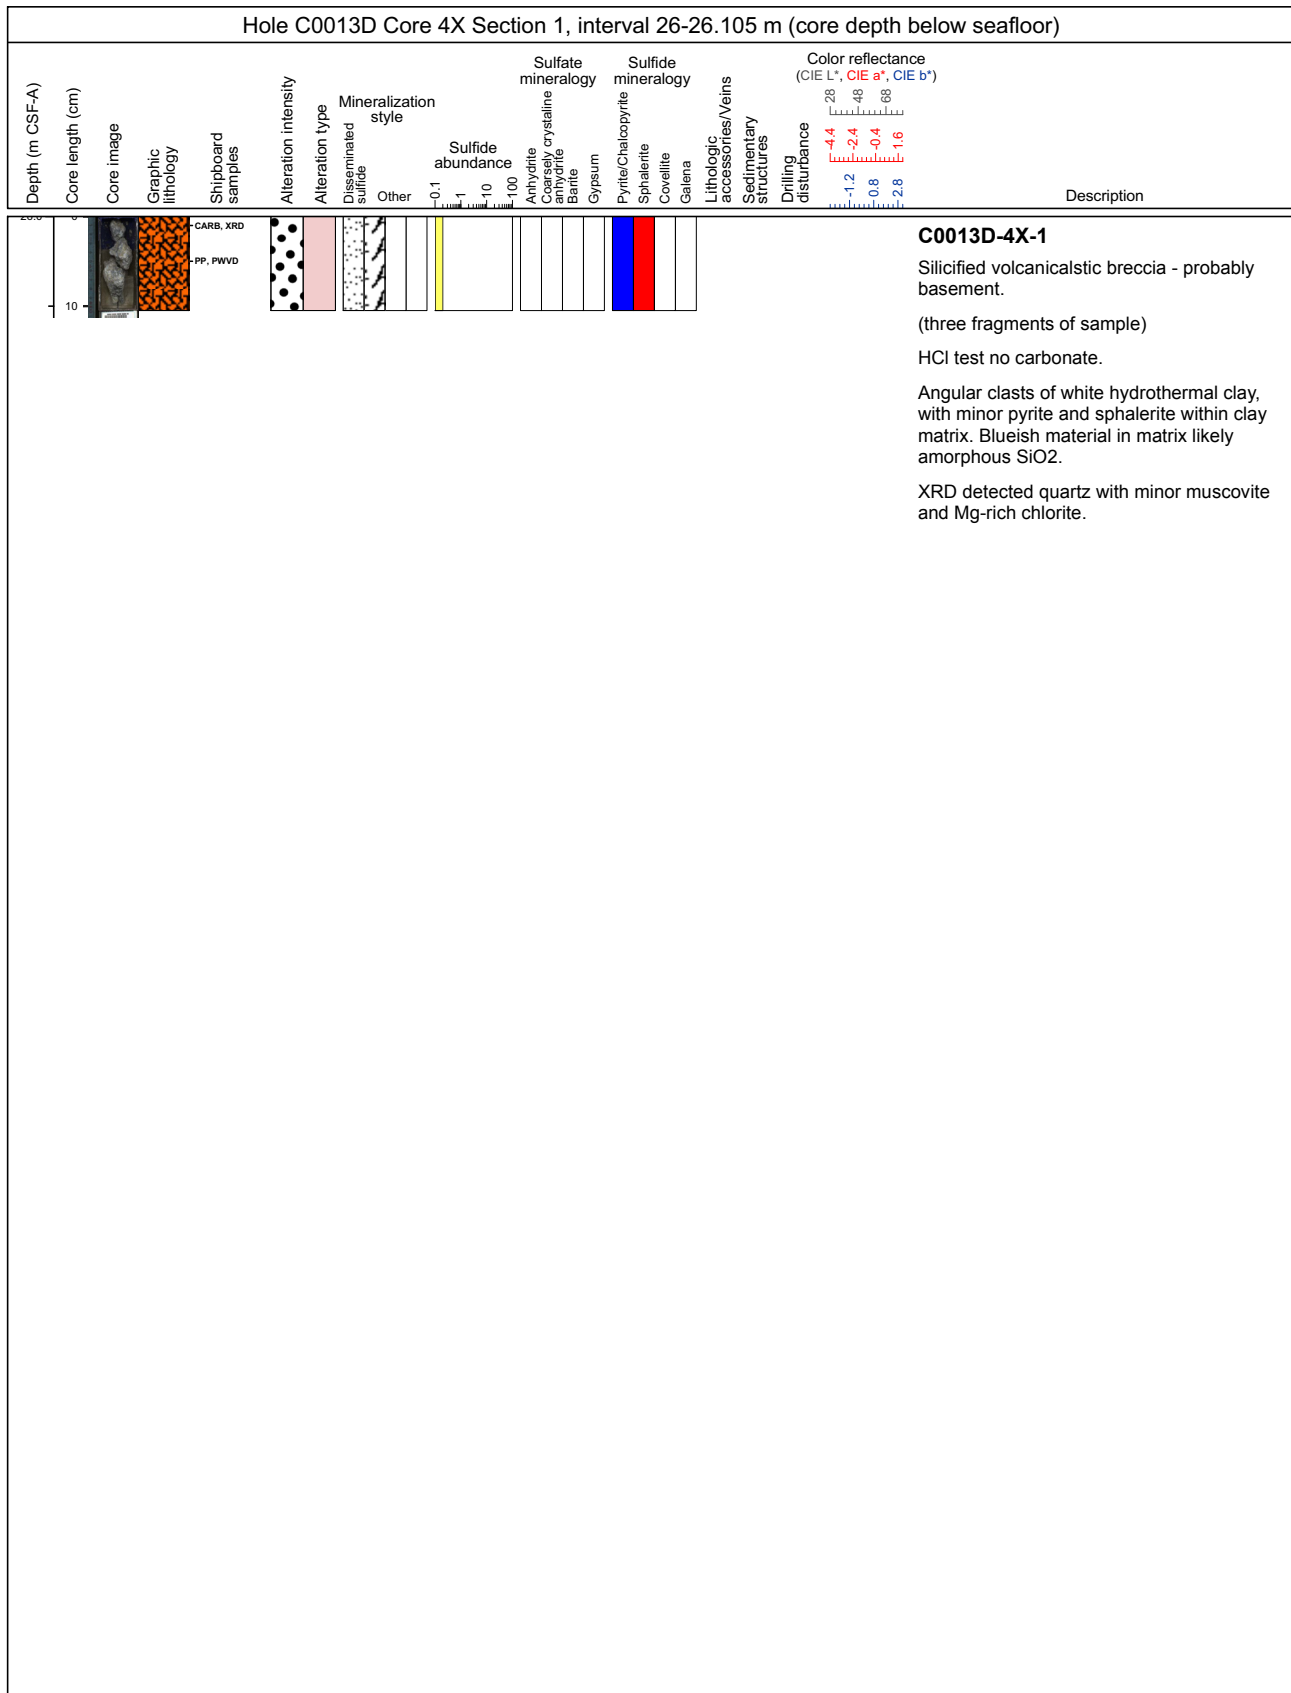 Hole C0013D Core 4X Section 1, interval 26-26.105 m (core depth below seafloor)
Depth (m CSF-A)
Core length (cm)
Core image
Graphic
lithology
Shipboard
samples
Alteration intensity
Alteration type
Mineralization
style
Disseminated
sulfide
Other
Sulfide
abundance
0.1
1
10
100
Sulfate
mineralogy
Anhydrite
Coarsely crystaline
anhydrite
Barite
Gypsum
Sulfide
mineralogy
Pyrite/Chalcopyrite
Sphalerite
Covellite
Galena
Lithologic
accessories/Veins
Sedimentary
structures
Drilling
disturbance
Color reflectance
(CIE L*, CIE a*, CIE b*)
28
48
68
-4.4
-2.4
-0.4
1.6
-1.2
0.8
2.8
Description
26.0
0
10
CARB, XRD
PP, PWVD
C0013D-4X-1
Silicified volcanicalstic breccia - probably
basement.
(three fragments of sample)
HCl test no carbonate.
Angular clasts of white hydrothermal clay,
with minor pyrite and sphalerite within clay
matrix. Blueish material in matrix likely
amorphous SiO2.
XRD detected quartz with minor muscovite
and Mg-rich chlorite.